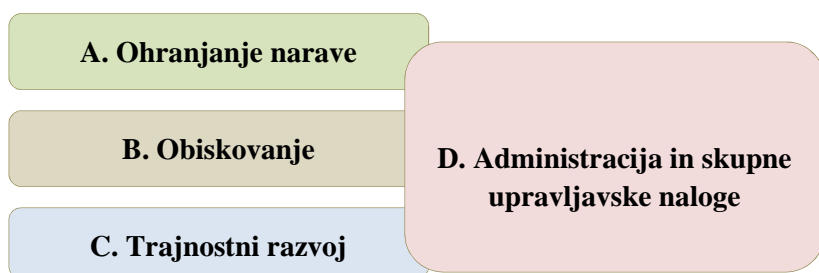 A. Ohranjanje narave
B. Obiskovanje
C. Trajnostni razvoj
D. Administracija in skupne
upravljavske naloge